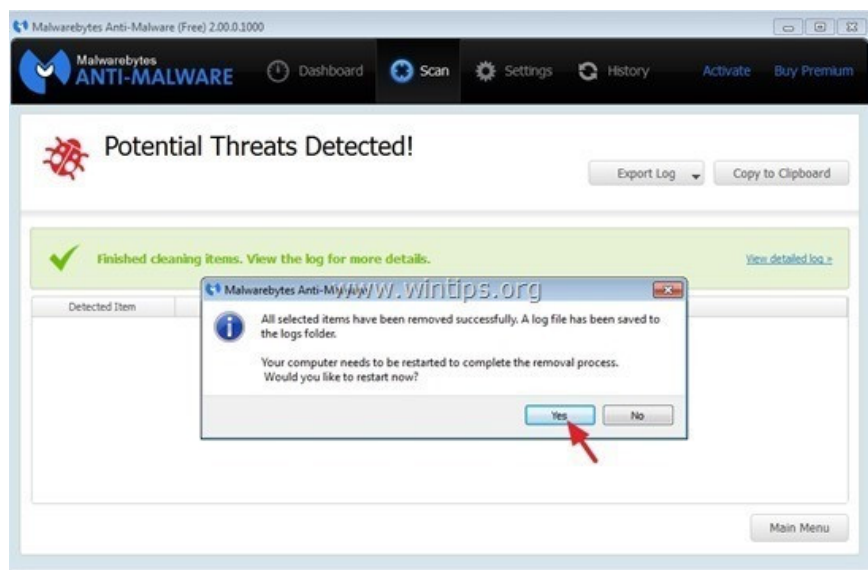 Malwarebytes Anti-Malware (Free) 2.00.0.1000
Malwarebytes
ANTI-MALWARE
Dashboard
Scan
Settings
History
Activate
Buy Premium
Potential Threats Detected!
Export Log
Copy to Clipboard
Finished cleaning items. View the log for more details.
View detailed log »
Detected Item
Malwarebytes Anti-Malware
www.wintips.org
All selected items have been removed successfully. A log file has been saved to
the logs folder.
Your computer needs to be restarted to complete the removal process.
Would you like to restart now?
Yes
No
Main Menu